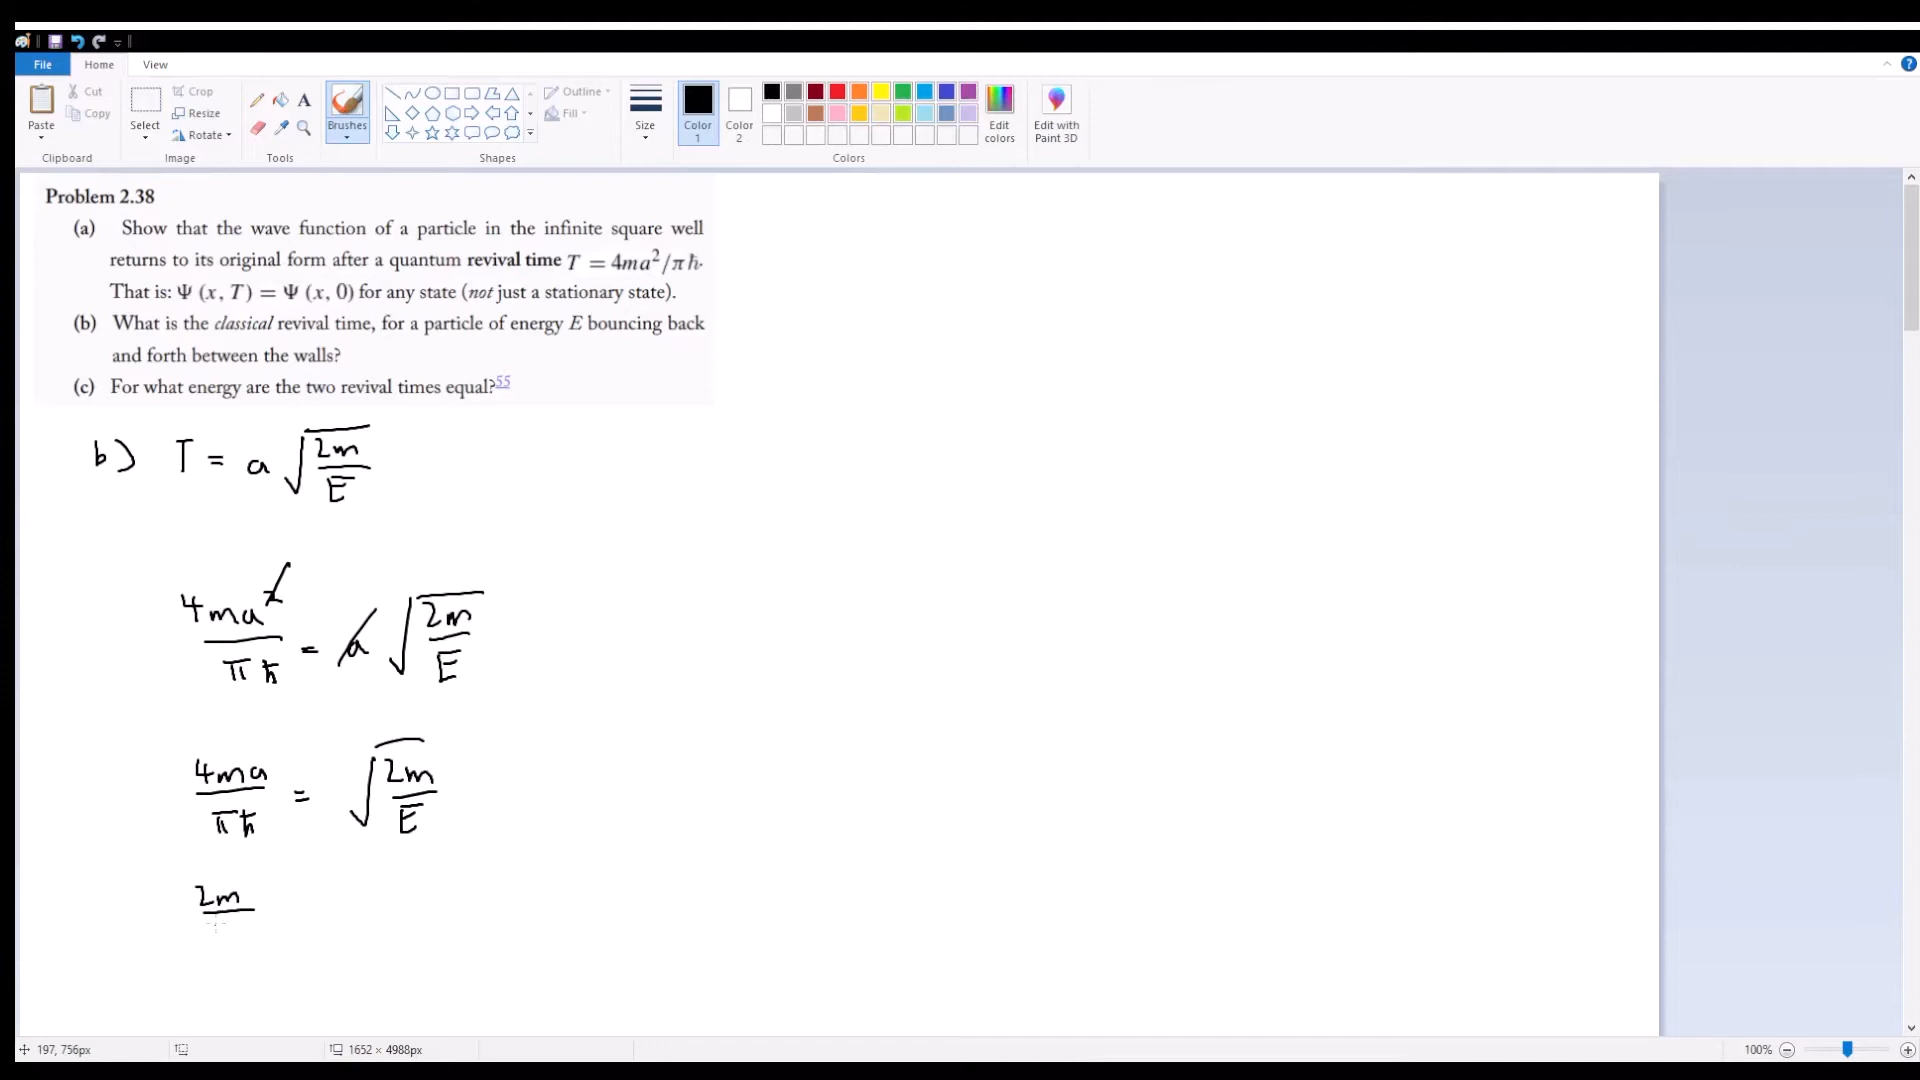 File Home View
Paste
Cut
Copy
Clipboard
Select
Crop
Resize
Rotate
Image
A
Tools
Brushes
Outline
Fill
Shapes
Size
Color 1
Color 2
Edit colors
Colors
Edit with Paint 3D
?
Problem 2.38
(a) Show that the wave function of a particle in the infinite square well
returns to its original form after a quantum revival time T = 4ma²/πħ.
That is: Ψ (x, T) = Ψ (x, 0) for any state (not just a stationary state).
(b) What is the classical revival time, for a particle of energy E bouncing back
and forth between the walls?
(c) For what energy are the two revival times equal?55
b) T = a √(2m/E)
4ma²/πħ = a √(2m/E)
4ma/πħ = √(2m/E)
2m
197, 756px 1652 × 4988px 100%